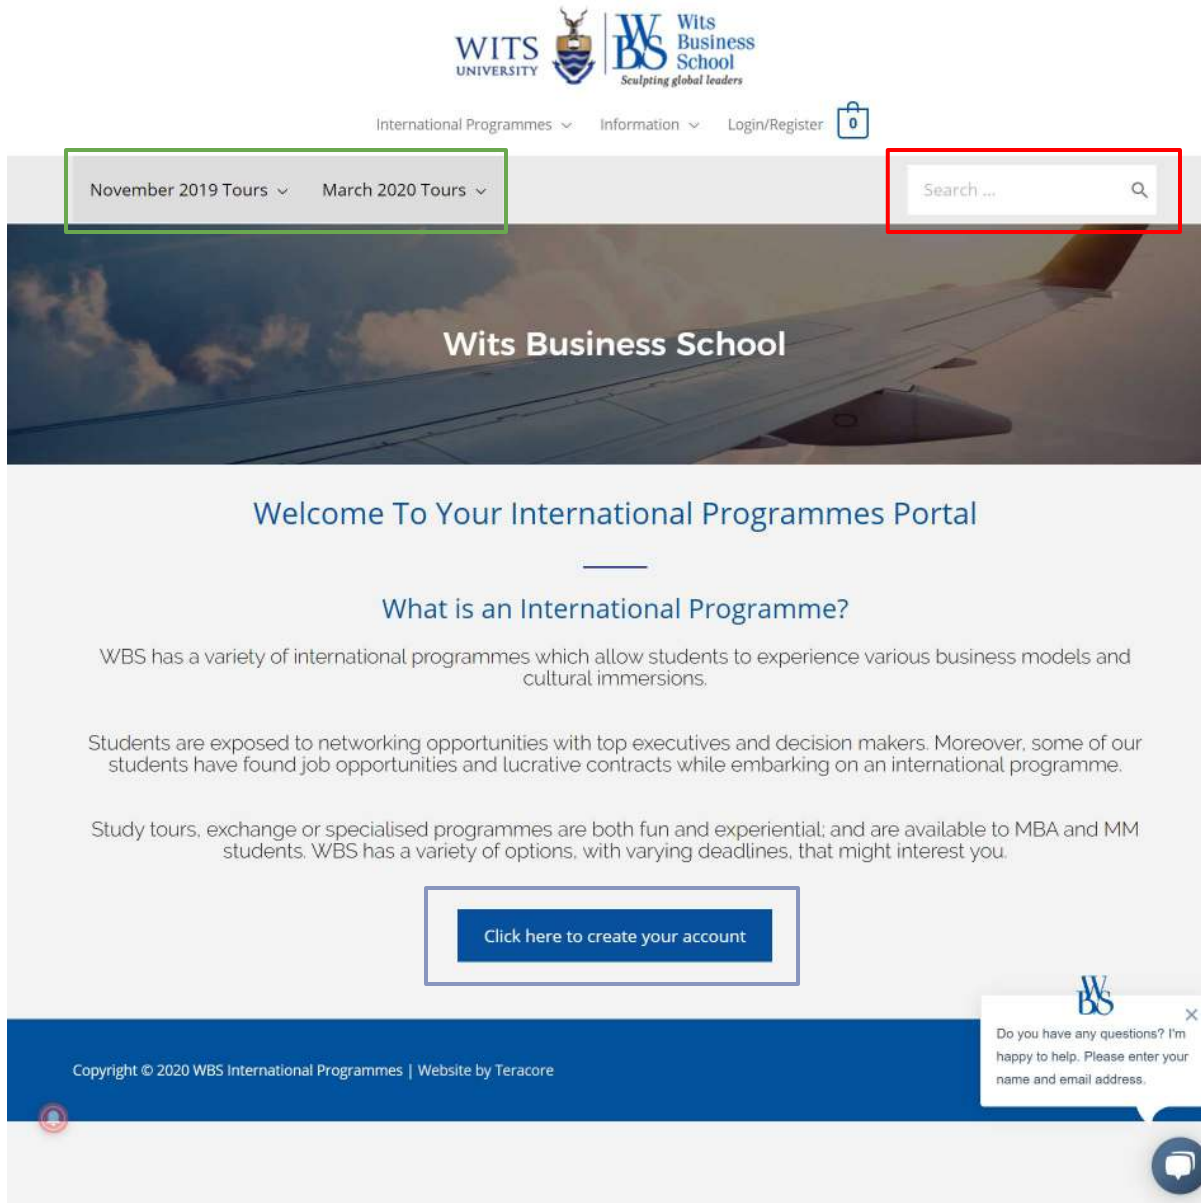 WITS
UNIVERSITY
WBS
Wits
Business
School
Sculpting global leaders
International Programmes
Information
Login/Register
0
November 2019 Tours
March 2020 Tours
Search ...
Wits Business School
Welcome To Your International Programmes Portal
What is an International Programme?
WBS has a variety of international programmes which allow students to experience various business models and
cultural immersions.
Students are exposed to networking opportunities with top executives and decision makers. Moreover, some of our
students have found job opportunities and lucrative contracts while embarking on an international programme.
Study tours, exchange or specialised programmes are both fun and experiential; and are available to MBA and MM
students. WBS has a variety of options, with varying deadlines, that might interest you.
Click here to create your account
WBS
Do you have any questions? I'm
happy to help. Please enter your
name and email address.
Copyright © 2020 WBS International Programmes | Website by Teracore